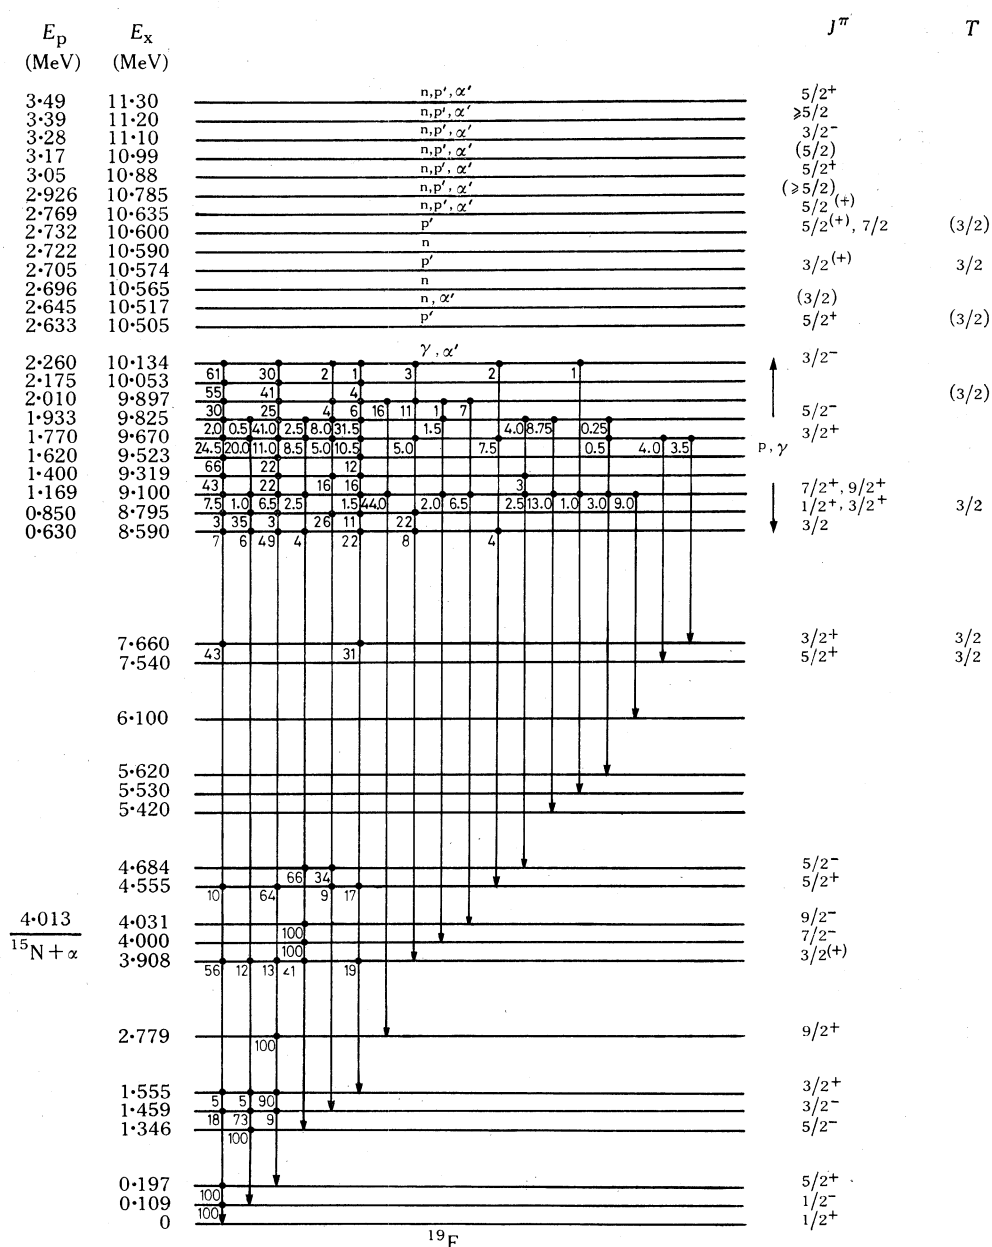 Ep Ex Jπ T
(MeV) (MeV)
3·49 11·30 n,p′,α′ 5/2+
3·39 11·20 n,p′,α′ ⩾5/2
3·28 11·10 n,p′,α′ 3/2−
3·17 10·99 n,p′,α′ (5/2)
3·05 10·88 n,p′,α′ 5/2+
2·926 10·785 n,p′,α′ (⩾5/2)
2·769 10·635 n,p′,α′ 5/2(+)
2·732 10·600 p′ 5/2(+), 7/2 (3/2)
2·722 10·590 n
2·705 10·574 p′ 3/2(+) 3/2
2·696 10·565 n
2·645 10·517 n, α′ (3/2)
2·633 10·505 p′ 5/2+ (3/2)
2·260 10·134 γ, α′ 3/2−
61 30 2 1 3 2 1
2·175 10·053
55 41 4
2·010 9·897 (3/2)
30 25 4 6 16 11 1 7
1·933 9·825 5/2−
2.0 0.5 41.0 2.5 8.0 31.5 1.5 4.0 8.75 0.25
1·770 9·670 3/2+
24.5 20.0 11.0 8.5 5.0 10.5 5.0 7.5 0.5 4.0 3.5
p, γ
1·620 9·523
66 22 12
1·400 9·319
43 22 16 16 3
1·169 9·100 7/2+, 9/2+
7.5 1.0 6.5 2.5 1.5 44.0 2.0 6.5 2.5 13.0 1.0 3.0 9.0
0·850 8·795 1/2+, 3/2+ 3/2
3 35 3 26 11 22
0·630 8·590 3/2
7 6 49 4 22 8 4
7·660 3/2+ 3/2
43 31
7·540 5/2+ 3/2
6·100
5·620
5·530
5·420
4·684 5/2−
66 34
4·555 5/2+
10 64 9 17
4·031 9/2−
100
4·000 7/2−
100
4·013
15N + α
3·908 3/2(+)
56 12 13 21 19
2·779 9/2+
100
1·555 3/2+
5 5 90
1·459 3/2−
18 73 9
1·346 5/2−
100
0·197 5/2+
100
0·109 1/2−
100
0 1/2+
19F